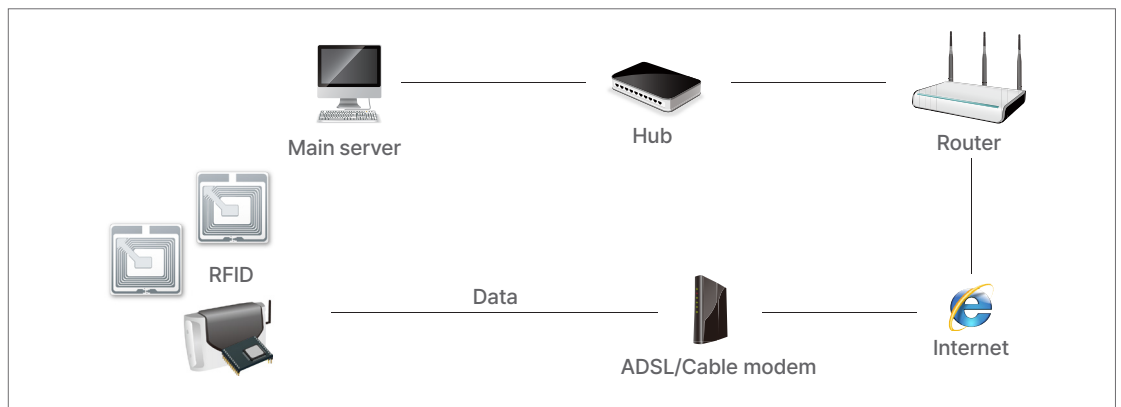 Main server
Hub
Router
RFID
Data
ADSL/Cable modem
Internet